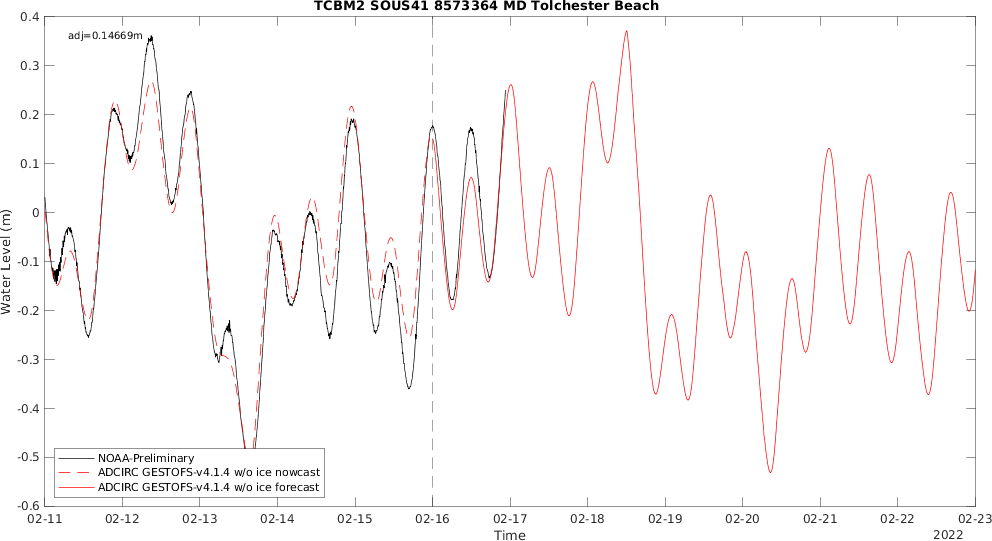 TCBM2 SOUS41 8573364 MD Tolchester Beach
adj=0.14669m
0.4
0.3
0.2
0.1
0
-0.1
-0.2
-0.3
-0.4
-0.5
-0.6
Water Level (m)
NOAA-Preliminary
ADCIRC GESTOFS-v4.1.4 w/o ice nowcast
ADCIRC GESTOFS-v4.1.4 w/o ice forecast
02-11 02-12 02-13 02-14 02-15 02-16 02-17 02-18 02-19 02-20 02-21 02-22 02-23
Time
2022